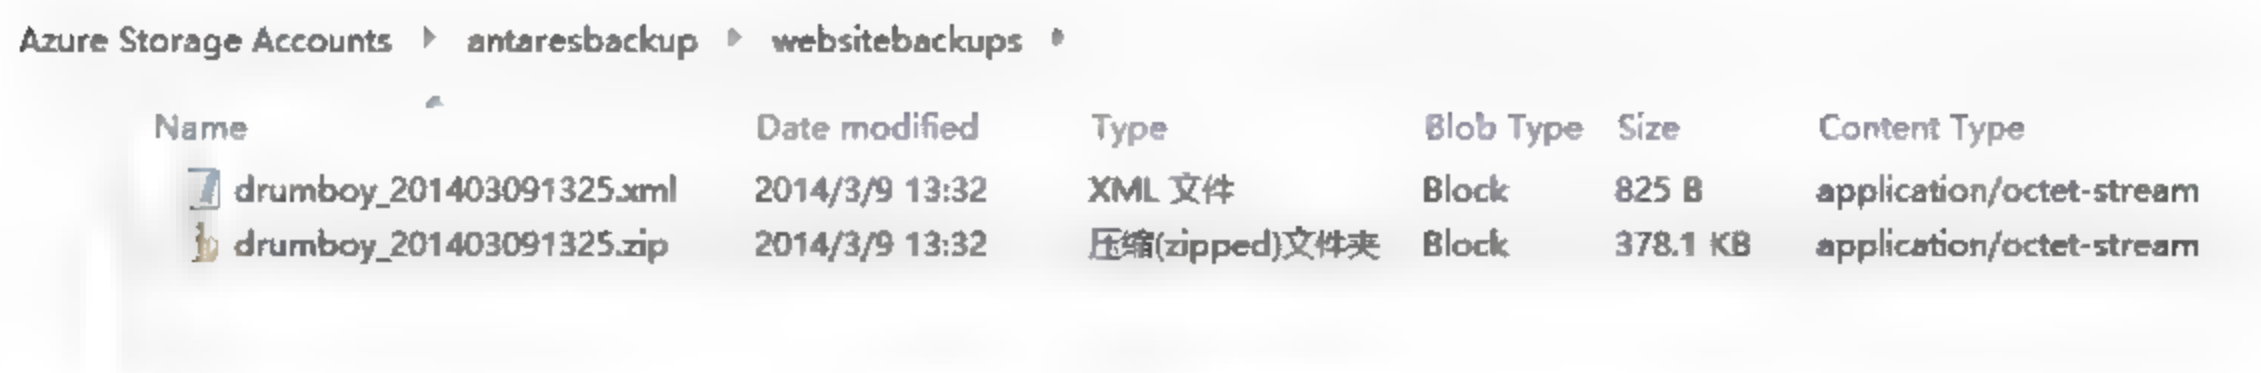 Azure Storage Accounts antaresbackup websitebackups
Name Date modified Type Blob Type Size Content Type
drumboy_201403091325.xml 2014/3/9 13:32 XML 文件 Block 825 B application/octet-stream
drumboy_201403091325.zip 2014/3/9 13:32 压缩(zipped)文件夹 Block 378.1 KB application/octet-stream